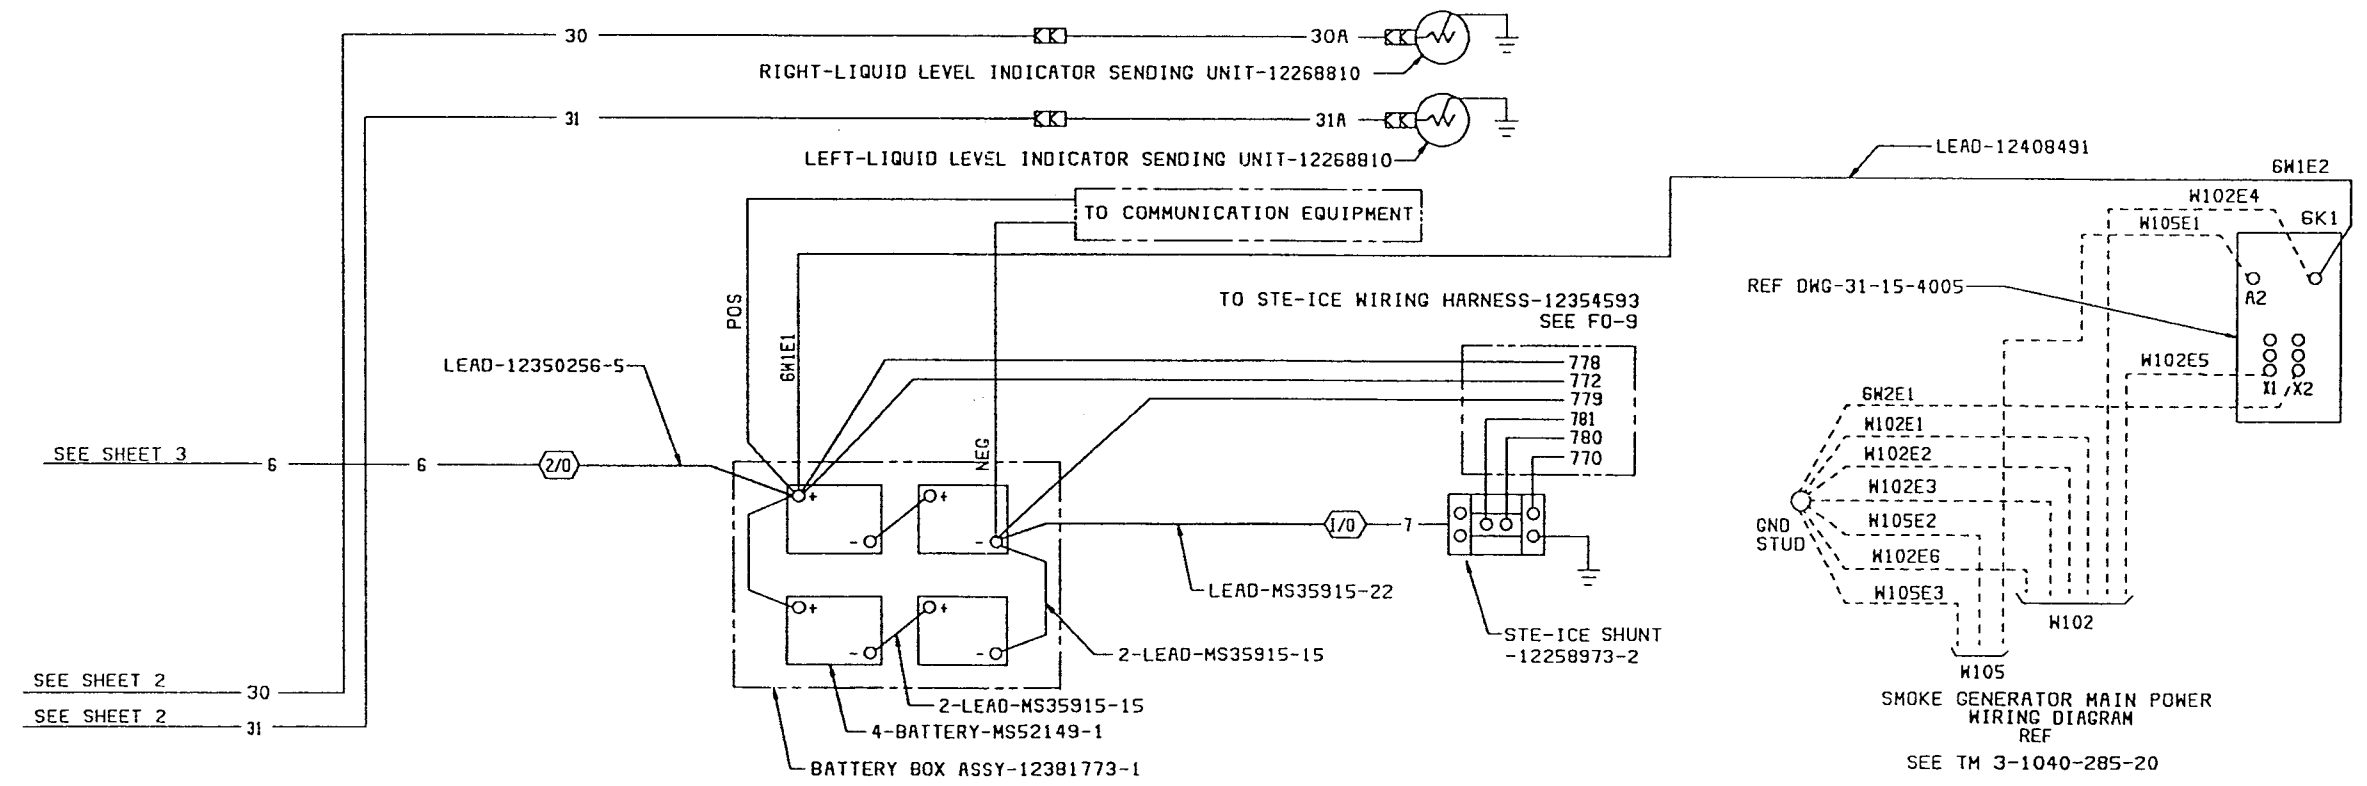 30
30A
RIGHT-LIQUID LEVEL INDICATOR SENDING UNIT-12268810
31
31A
LEFT-LIQUID LEVEL INDICATOR SENDING UNIT-12268810
LEAD-12408491
6W1E2
TO COMMUNICATION EQUIPMENT
W102E4
W105E1
6K1
REF DWG-31-15-4005
A2
TO STE-ICE WIRING HARNESS-12354593
SEE FO-9
POS
6W1E1
NEG
LEAD-12350256-5
778
772
779
781
780
770
W102E5
X1 X2
6W2E1
W102E1
W102E2
W102E3
W105E2
W102E6
W105E3
GND
STUD
SEE SHEET 3
6
6
2/0
+
+
-
-
1/0
7
LEAD-MS35915-22
+
+
-
-
STE-ICE SHUNT
-12258973-2
2-LEAD-MS35915-15
W102
W105
SEE SHEET 2
30
SEE SHEET 2
31
2-LEAD-MS35915-15
4-BATTERY-MS52149-1
BATTERY BOX ASSY-12381773-1
SMOKE GENERATOR MAIN POWER
WIRING DIAGRAM
REF
SEE TM 3-1040-285-20